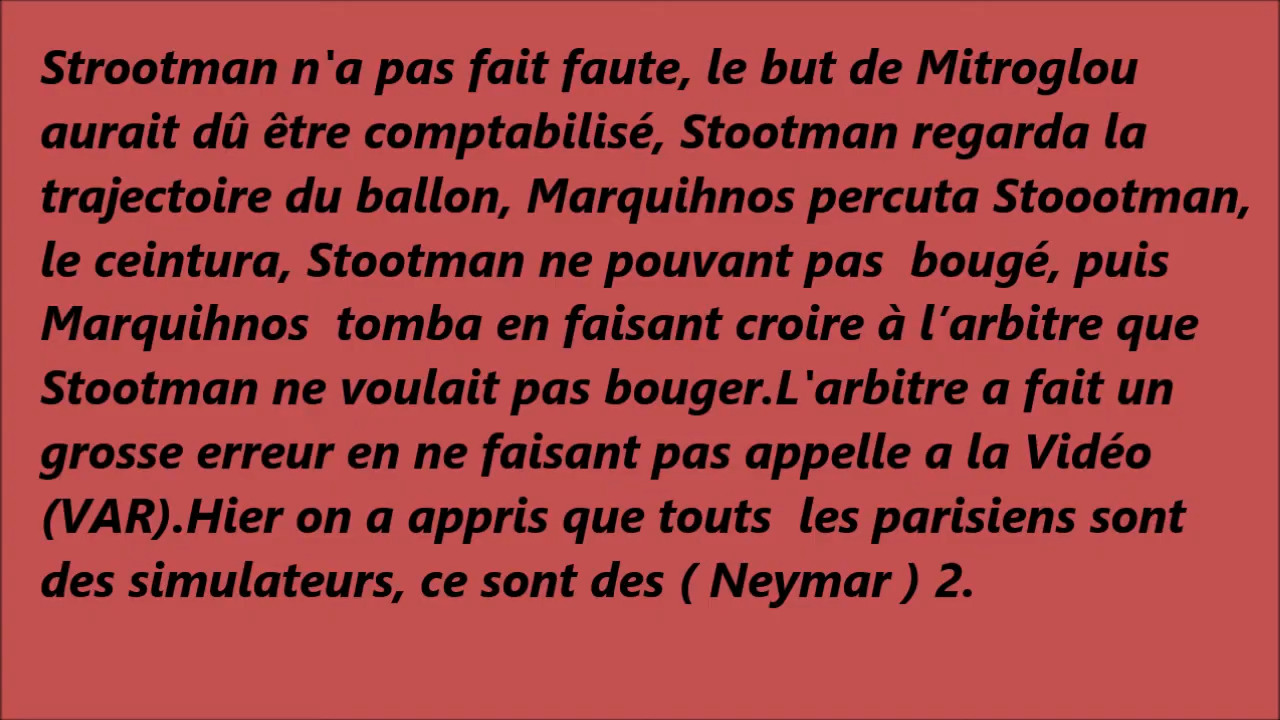 Strootman n'a pas fait faute, le but de Mitroglou
aurait dû être comptabilisé, Stootman regarda la
trajectoire du ballon, Marquihnos percuta Stoootman,
le ceintura, Stootman ne pouvant pas  bougé, puis
Marquihnos  tomba en faisant croire à l’arbitre que
Stootman ne voulait pas bouger.L'arbitre a fait un
grosse erreur en ne faisant pas appelle a la Vidéo
(VAR).Hier on a appris que touts  les parisiens sont
des simulateurs, ce sont des ( Neymar ) 2.